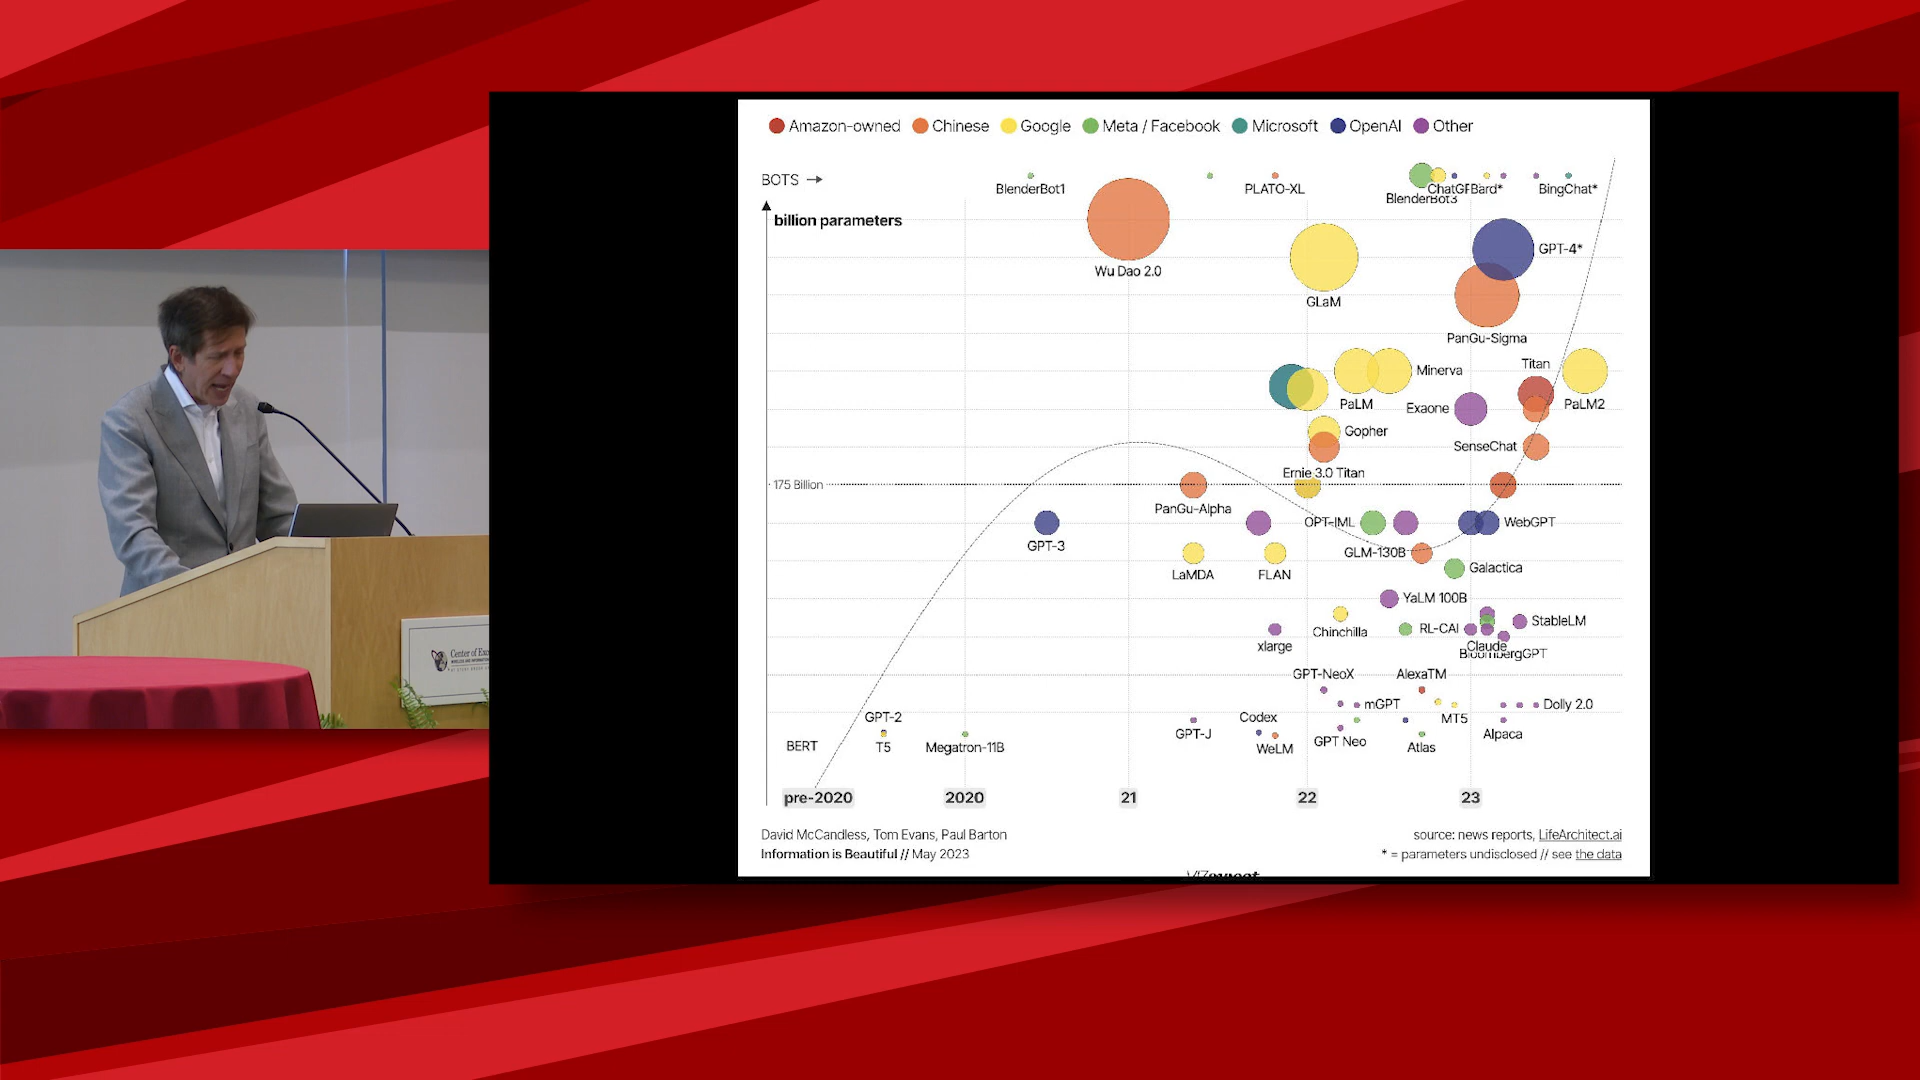 Amazon-owned Chinese Google Meta / Facebook Microsoft OpenAI Other
BOTS →
BlenderBot1
PLATO-XL
BlenderBot3
Bard*
BingChat*
billion parameters
Wu Dao 2.0
GLaM
GPT-4*
PanGu-Sigma
Titan
Minerva
PaLM
PaLM2
Exaone
Gopher
SenseChat
Ernie 3.0 Titan
175 Billion
PanGu-Alpha
GPT-3
OPT-IML
WebGPT
GLM-130B
LaMDA
FLAN
Galactica
YaLM 100B
Chinchilla
RL-CAI
StableLM
xlarge
Claude
BloombergGPT
GPT-NeoX
AlexaTM
mGPT
Dolly 2.0
GPT-2
Codex
MT5
BERT
T5
Megatron-11B
GPT-J
WeLM
GPT Neo
Atlas
Alpaca
pre-2020 2020 21 22 23
David McCandless, Tom Evans, Paul Barton
Information is Beautiful // May 2023
source: news reports, LifeArchitect.ai
* = parameters undisclosed // see the data
Center of